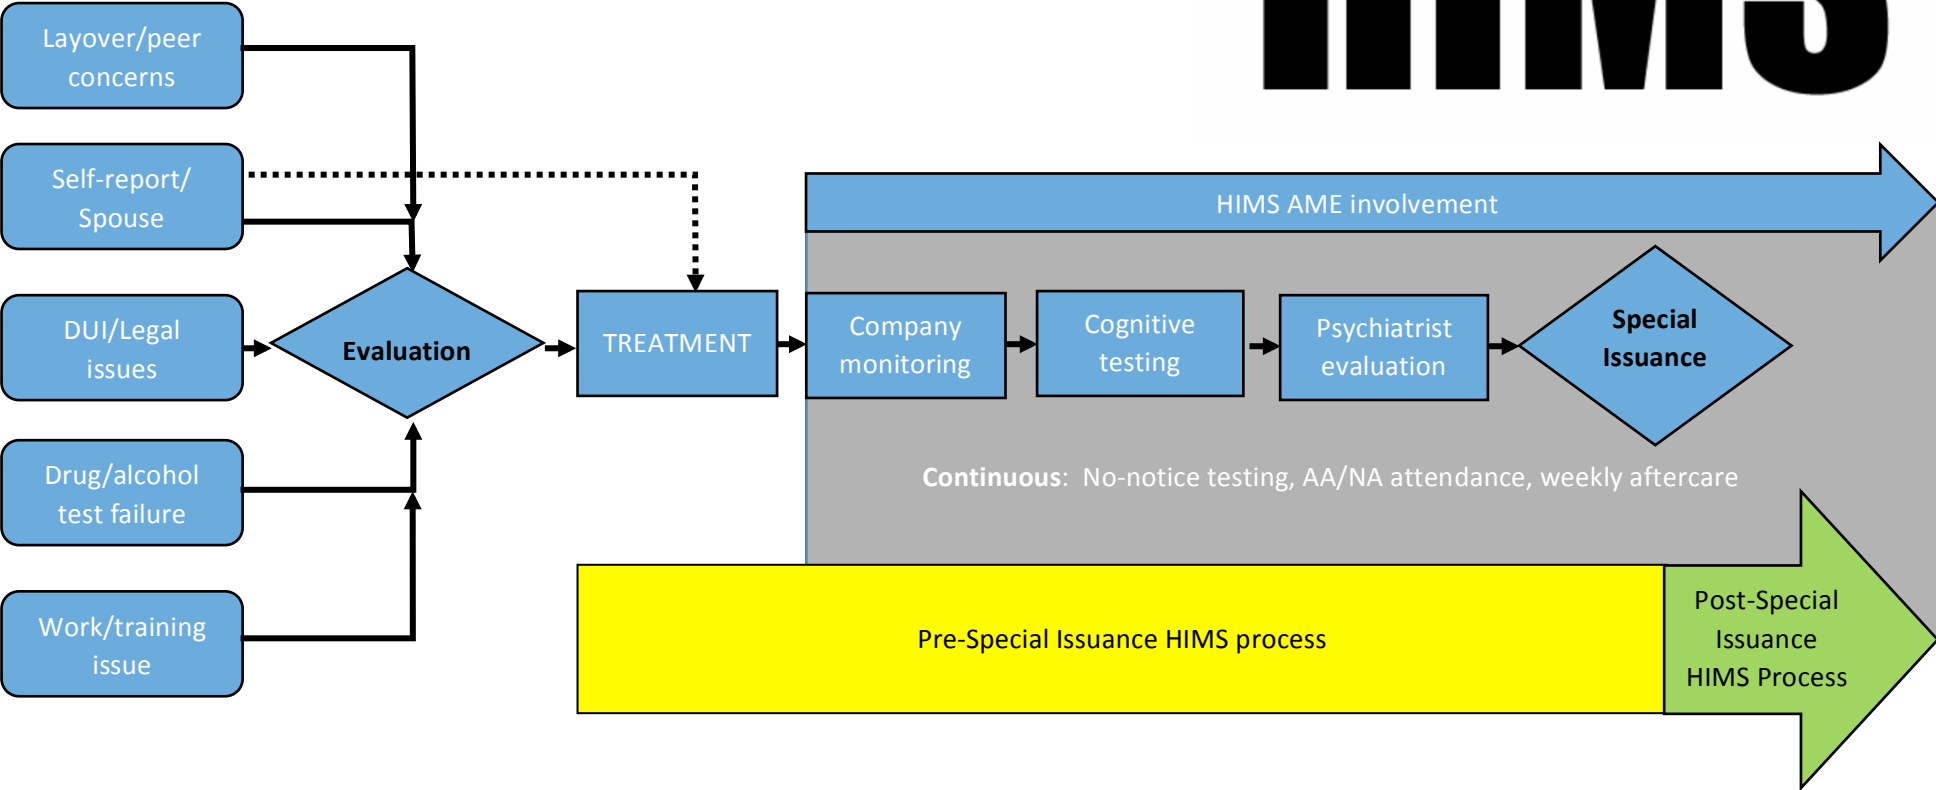 HIMS
Layover/peer
concerns
Self-report/
Spouse
DUI/Legal
issues
Drug/alcohol
test failure
Work/training
issue
Evaluation
TREATMENT
HIMS AME involvement
Company
monitoring
Cognitive
testing
Psychiatrist
evaluation
Special
Issuance
Continuous: No-notice testing, AA/NA attendance, weekly aftercare
Pre-Special Issuance HIMS process
Post-Special
Issuance
HIMS Process